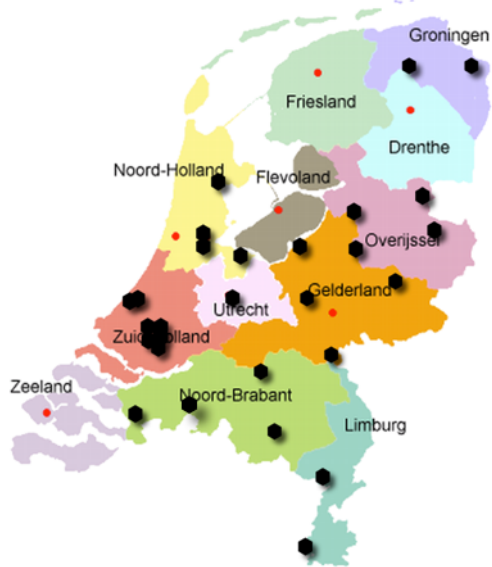 Groningen
Friesland
Drenthe
Noord-Holland
Flevoland
Overijssel
Gelderland
Utrecht
Zuid-Holland
Zeeland
Noord-Brabant
Limburg